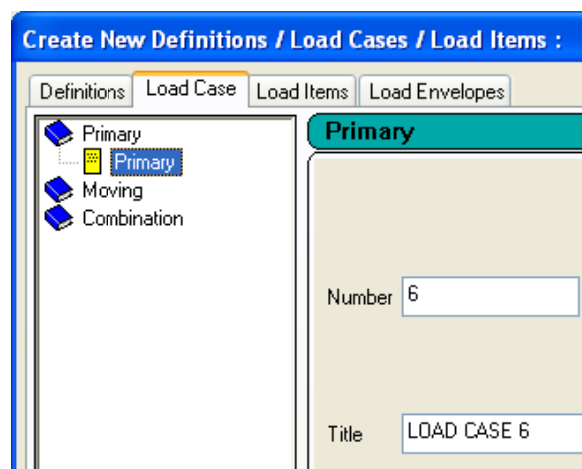 Create New Definitions / Load Cases / Load Items :
Definitions Load Case Load Items Load Envelopes
Primary
Primary
Moving
Combination
Primary
Number 6
Title LOAD CASE 6